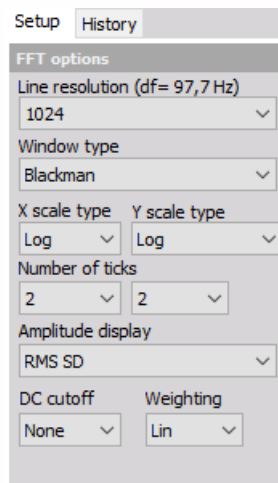 Setup History
FFT options
Line resolution (df= 97,7 Hz)
1024
Window type
Blackman
X scale type Y scale type
Log Log
Number of ticks
2 2
Amplitude display
RMS SD
DC cutoff Weighting
None Lin